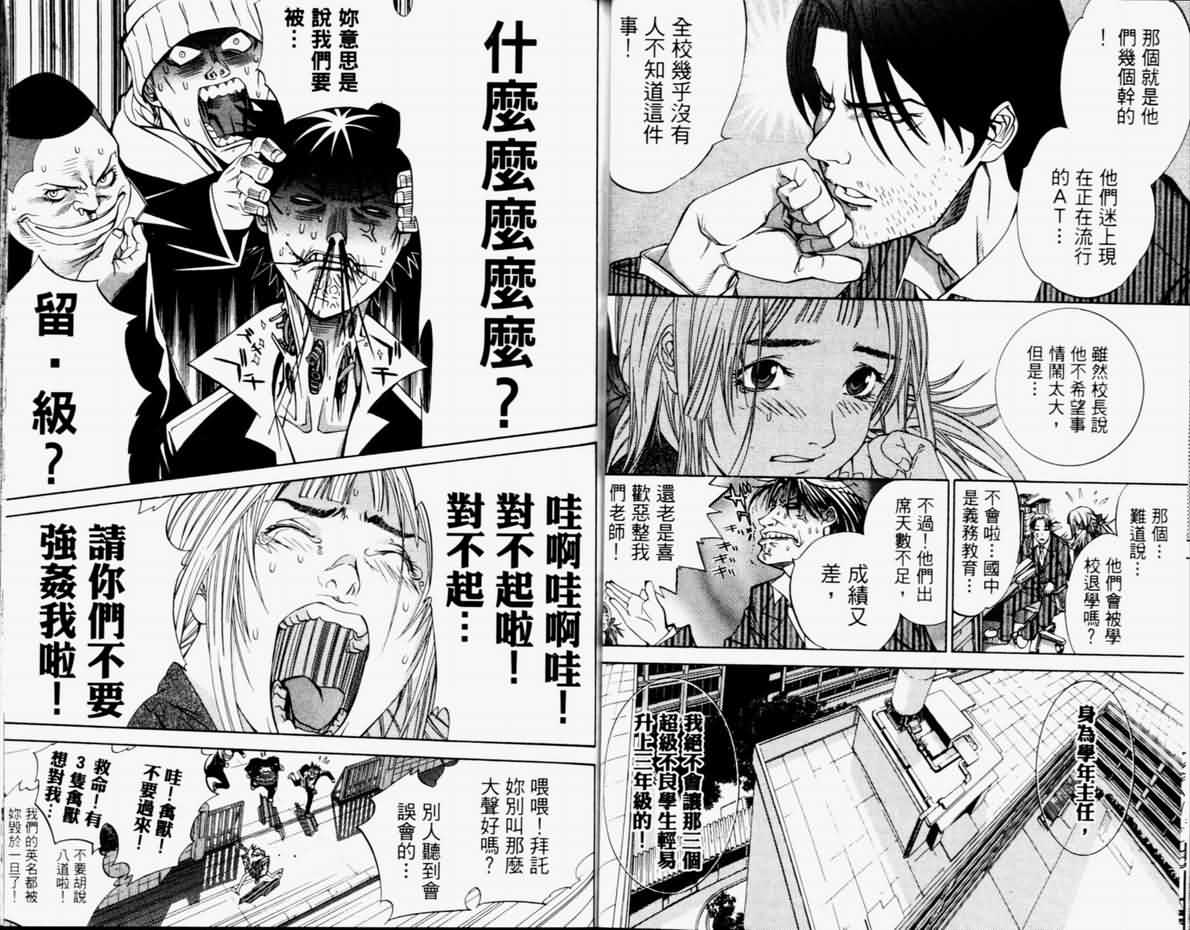 那個就是他
們幾個幹的
！
他們迷上現
在正在流行
的AT…
全校幾乎沒有
人不知道這件
事！
雖然校長說
他不希望事
情鬧太大，
但是…
那個…
難道說…
他們會被學
校退學嗎？
不會啦…國中
是義務教育…
不過！他們出
席天數不足，
成績又
差，
還老是喜
歡惡整我
們老師！
身為學年主任，
我絕不會讓那三個
超級不良學生輕易
升上三年級的！
什麼麼麼麼麼？
妳意思是
說我們要
被…
留・級？
哇啊哇啊哇！
對不起啦！
對不起…
請你們不要
強姦我啦！
喂喂！拜託
妳別叫那麼
大聲好嗎？
別人聽到會
誤會的…
哇！禽獸！
不要過來！
救命！有
3隻禽獸
想對我…
不要胡說
八道啦！
我們的英名都被
妳毀於一旦了！